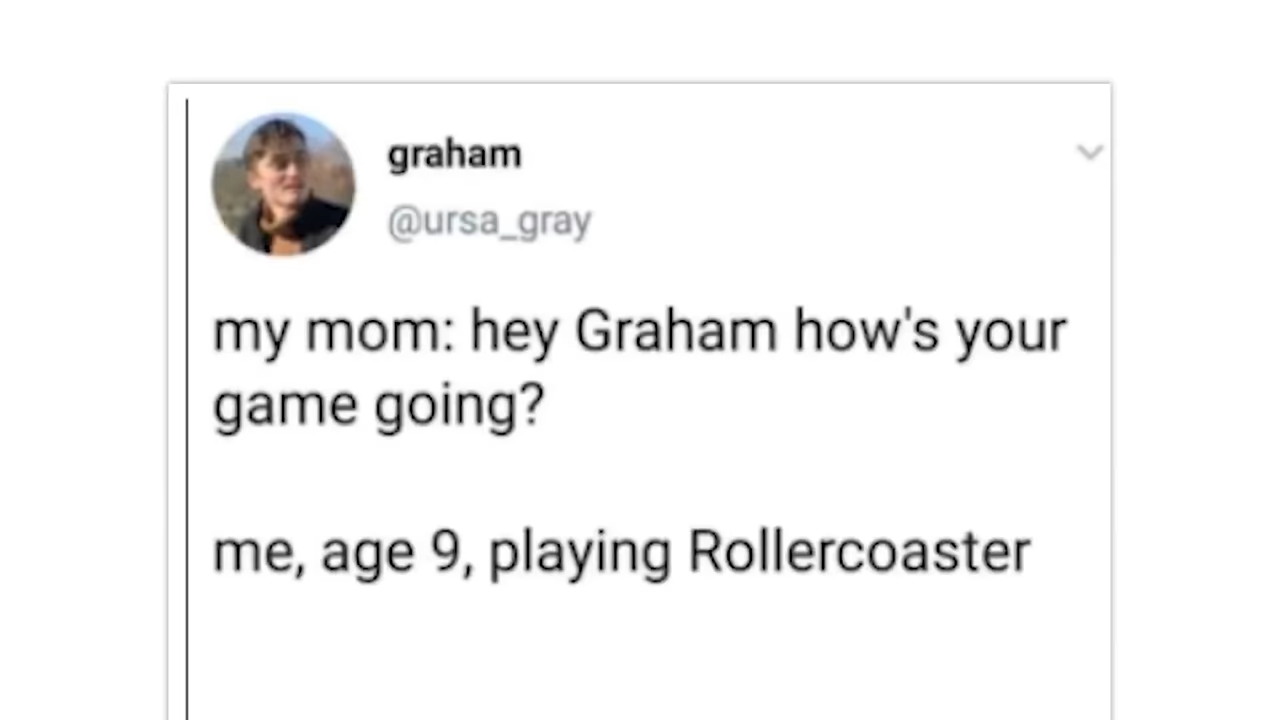 graham
@ursa_gray
my mom: hey Graham how's your
game going?
me, age 9, playing Rollercoaster